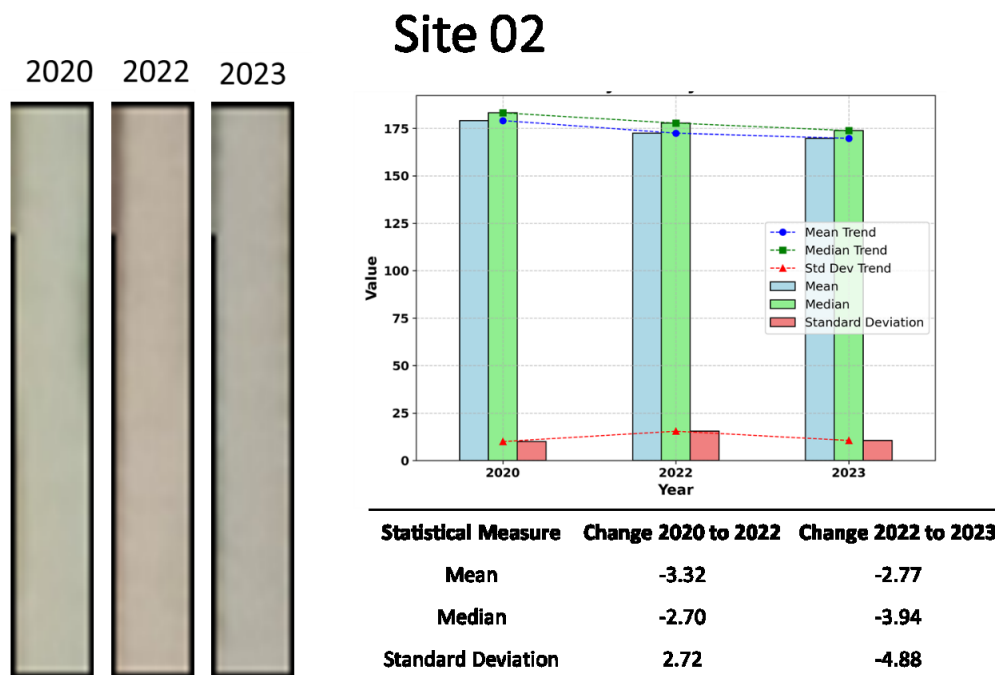 Site 02
2020 2022 2023
175
150
125
100
75
50
25
0
Value
Mean Trend
Median Trend
Std Dev Trend
Mean
Median
Standard Deviation
2020 2022 2023
Year
Statistical Measure Change 2020 to 2022 Change 2022 to 2023
Mean -3.32 -2.77
Median -2.70 -3.94
Standard Deviation 2.72 -4.88